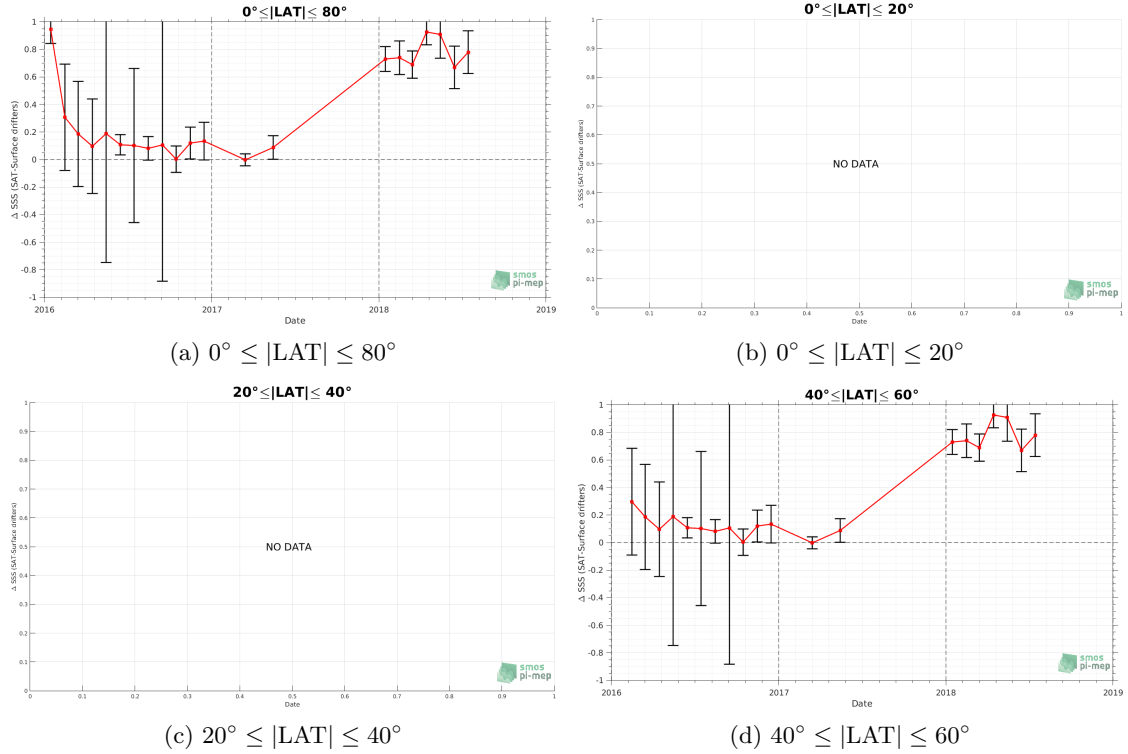 0°≤|LAT|≤ 80°
1
0.8
0.6
0.4
0.2
0
-0.2
-0.4
-0.6
-0.8
-1
Δ SSS (SAT-Surface drifters)
smos
pi-mep
2016
2017
2018
2019
Date
(a) 0° ≤ |LAT| ≤ 80°
0°≤|LAT|≤ 20°
1
0.9
0.8
0.7
0.6
0.5
0.4
0.3
0.2
0.1
0
Δ SSS (SAT-Surface drifters)
NO DATA
smos
pi-mep
0 0.1 0.2 0.3 0.4 0.5 0.6 0.7 0.8 0.9 1
Date
(b) 0° ≤ |LAT| ≤ 20°
20°≤|LAT|≤ 40°
1
0.9
0.8
0.7
0.6
0.5
0.4
0.3
0.2
0.1
0
Δ SSS (SAT-Surface drifters)
NO DATA
smos
pi-mep
0 0.1 0.2 0.3 0.4 0.5 0.6 0.7 0.8 0.9 1
Date
(c) 20° ≤ |LAT| ≤ 40°
40°≤|LAT|≤ 60°
1
0.8
0.6
0.4
0.2
0
-0.2
-0.4
-0.6
-0.8
-1
Δ SSS (SAT-Surface drifters)
smos
pi-mep
2016
2017
2018
2019
Date
(d) 40° ≤ |LAT| ≤ 60°